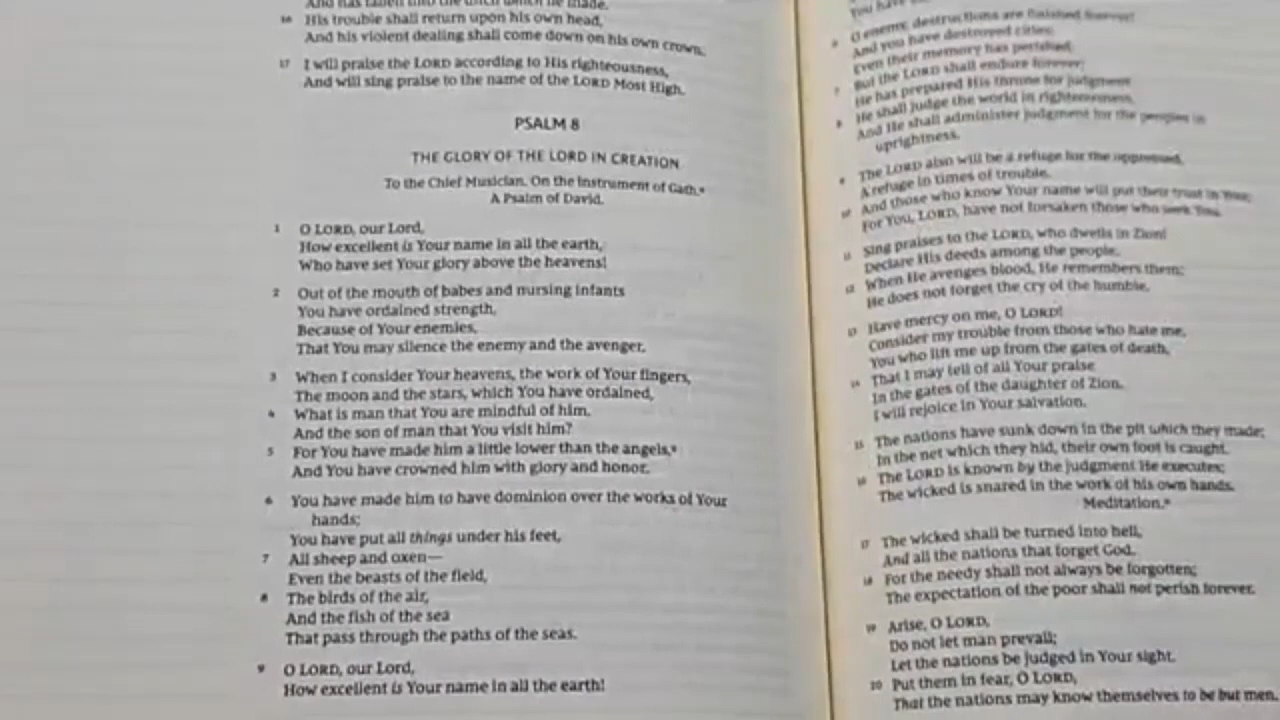 And has fallen into the ditch which he made.
16 His trouble shall return upon his own head,
And his violent dealing shall come down on his own crown.
17 I will praise the LORD according to His righteousness,
And will sing praise to the name of the LORD Most High.
PSALM 8
THE GLORY OF THE LORD IN CREATION
To the Chief Musician. On the instrument of Gath.*
A Psalm of David.
1 O LORD, our Lord,
How excellent is Your name in all the earth,
Who have set Your glory above the heavens!
2 Out of the mouth of babes and nursing infants
You have ordained strength,
Because of Your enemies,
That You may silence the enemy and the avenger.
3 When I consider Your heavens, the work of Your fingers,
The moon and the stars, which You have ordained,
4 What is man that You are mindful of him,
And the son of man that You visit him?
5 For You have made him a little lower than the angels,*
And You have crowned him with glory and honor.
6 You have made him to have dominion over the works of Your
hands;
You have put all things under his feet,
7 All sheep and oxen—
Even the beasts of the field,
8 The birds of the air,
And the fish of the sea
That pass through the paths of the seas.
9 O LORD, our Lord,
How excellent is Your name in all the earth!
You have
6 O enemy, destructions are finished forever!
And you have destroyed cities;
Even their memory has perished.
7 But the LORD shall endure forever;
He has prepared His throne for judgment.
8 He shall judge the world in righteousness,
And He shall administer judgment for the peoples in
uprightness.
9 The LORD also will be a refuge for the oppressed,
A refuge in times of trouble.
10 And those who know Your name will put their trust in You;
For You, LORD, have not forsaken those who seek You.
11 Sing praises to the LORD, who dwells in Zion!
Declare His deeds among the people.
12 When He avenges blood, He remembers them;
He does not forget the cry of the humble.
13 Have mercy on me, O LORD!
Consider my trouble from those who hate me,
You who lift me up from the gates of death,
14 That I may tell of all Your praise
In the gates of the daughter of Zion.
I will rejoice in Your salvation.
15 The nations have sunk down in the pit which they made;
In the net which they hid, their own foot is caught.
16 The LORD is known by the judgment He executes;
The wicked is snared in the work of his own hands.
Meditation.*
17 The wicked shall be turned into hell,
And all the nations that forget God.
18 For the needy shall not always be forgotten;
The expectation of the poor shall not perish forever.
19 Arise, O LORD,
Do not let man prevail;
Let the nations be judged in Your sight.
20 Put them in fear, O LORD,
That the nations may know themselves to be but men.